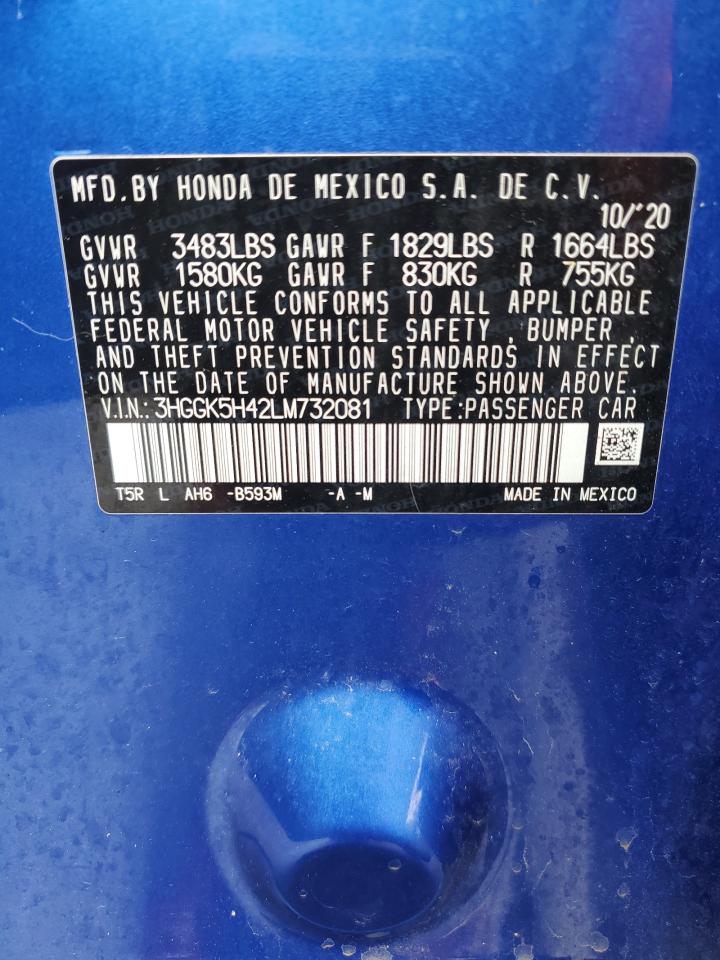 MFD.BY HONDA DE MEXICO S.A. DE C.V.
10/'20
GVWR 3483LBS GAWR F 1829LBS R 1664LBS
GVWR 1580KG GAWR F 830KG R 755KG
THIS VEHICLE CONFORMS TO ALL APPLICABLE
FEDERAL MOTOR VEHICLE SAFETY , BUMPER ,
AND THEFT PREVENTION STANDARDS IN EFFECT
ON THE DATE OF MANUFACTURE SHOWN ABOVE.
V.I.N.: 3HGGK5H42LM732081 TYPE:PASSENGER CAR
T5R L AH6 -B593M -A -M MADE IN MEXICO